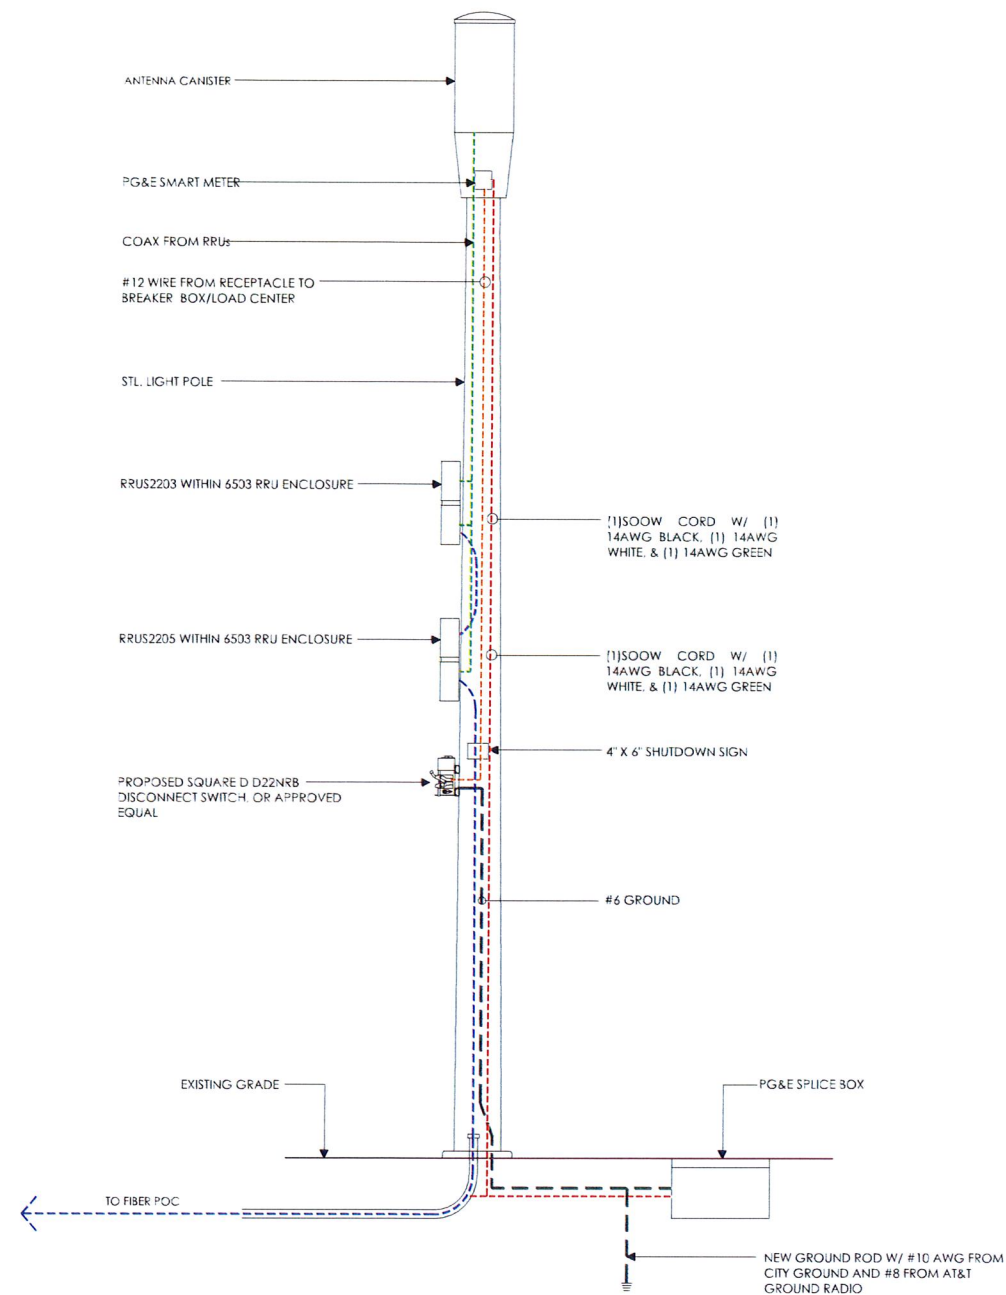 ANTENNA CANISTER
PG&E SMART METER
COAX FROM RRUs
#12 WIRE FROM RECEPTACLE TO
BREAKER BOX/LOAD CENTER
STL. LIGHT POLE
RRUS2203 WITHIN 6503 RRU ENCLOSURE
(1)SOOW CORD W/ (1)
14AWG BLACK, (1) 14AWG
WHITE, & (1) 14AWG GREEN
RRUS2205 WITHIN 6503 RRU ENCLOSURE
(1)SOOW CORD W/ (1)
14AWG BLACK, (1) 14AWG
WHITE, & (1) 14AWG GREEN
4" X 6" SHUTDOWN SIGN
PROPOSED SQUARE D D22NRB
DISCONNECT SWITCH, OR APPROVED
EQUAL
#6 GROUND
EXISTING GRADE
PG&E SPLICE BOX
TO FIBER POC
NEW GROUND ROD W/ #10 AWG FROM
CITY GROUND AND #8 FROM AT&T
GROUND RADIO